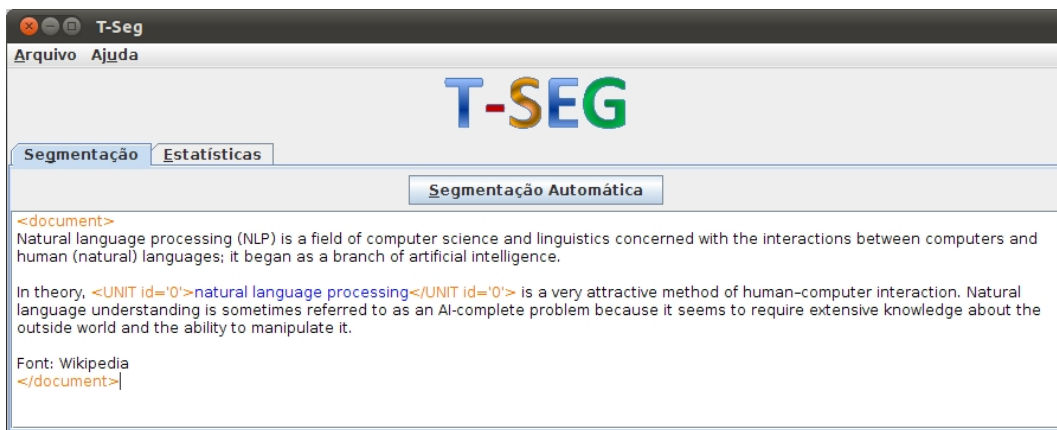 T-Seg
Arquivo Ajuda
T-SEG
Segmentação Estatísticas
Segmentação Automática
<document>
Natural language processing (NLP) is a field of computer science and linguistics concerned with the interactions between computers and
human (natural) languages; it began as a branch of artificial intelligence.
In theory, <UNIT id='0'>natural language processing</UNIT id='0'> is a very attractive method of human–computer interaction. Natural
language understanding is sometimes referred to as an AI-complete problem because it seems to require extensive knowledge about the
outside world and the ability to manipulate it.
Font: Wikipedia
</document>